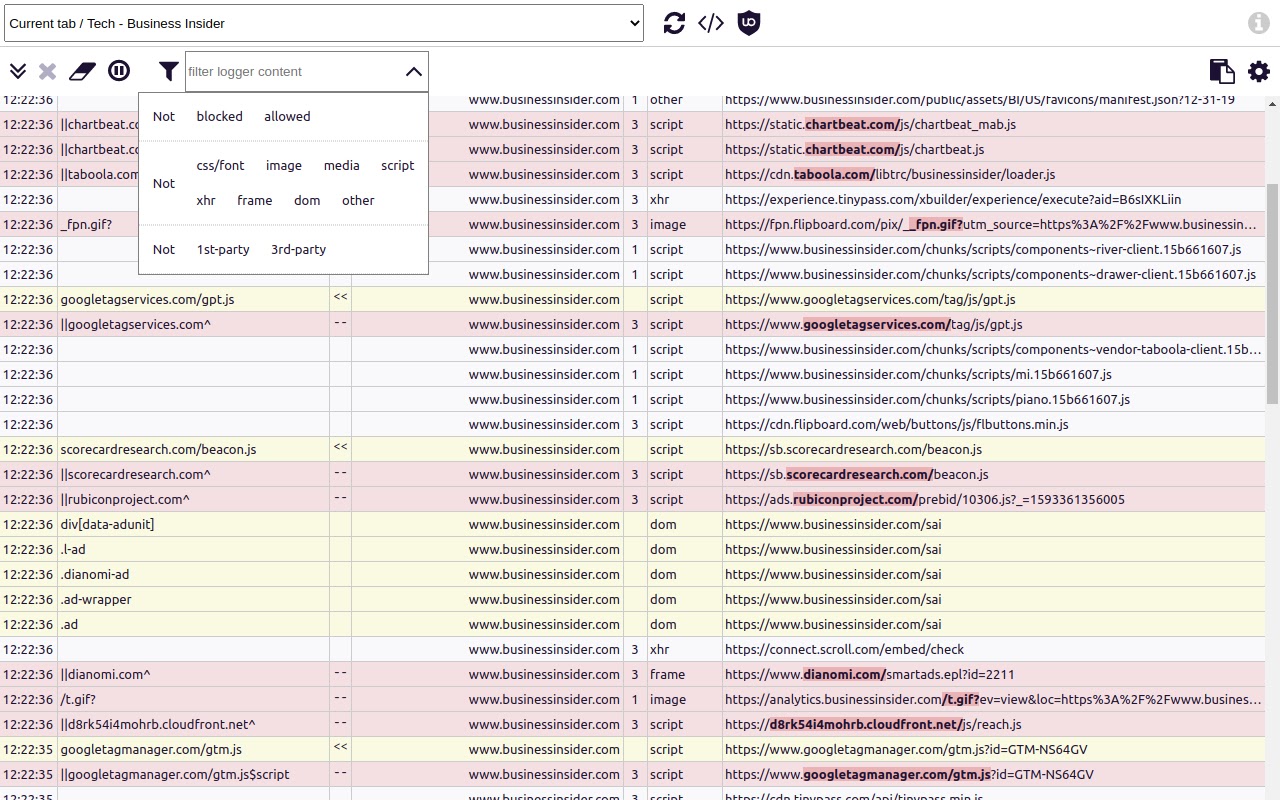 Current tab / Tech - Business Insider
filter logger content
12:22:36 www.businessinsider.com 1 other https://www.businessinsider.com/public/assets/BI/US/favicons/manifest.json?12-31-19
Not blocked allowed
12:22:36 ||chartbeat.co www.businessinsider.com 3 script https://static.chartbeat.com/js/chartbeat_mab.js
12:22:36 ||chartbeat.co www.businessinsider.com 3 script https://static.chartbeat.com/js/chartbeat.js
css/font image media script
12:22:36 ||taboola.com www.businessinsider.com 3 script https://cdn.taboola.com/libtrc/businessinsider/loader.js
Not
12:22:36 xhr frame dom other www.businessinsider.com 3 xhr https://experience.tinypass.com/xbuilder/experience/execute?aid=B6sIXKLiin
12:22:36 _fpn.gif? www.businessinsider.com 3 image https://fpn.flipboard.com/pix/__fpn.gif?utm_source=https%3A%2F%2Fwww.businessin…
12:22:36 Not 1st-party 3rd-party www.businessinsider.com 1 script https://www.businessinsider.com/chunks/scripts/components~river-client.15b661607.js
12:22:36 www.businessinsider.com 1 script https://www.businessinsider.com/chunks/scripts/components~drawer-client.15b661607.js
12:22:36 googletagservices.com/gpt.js << www.businessinsider.com script https://www.googletagservices.com/tag/js/gpt.js
12:22:36 ||googletagservices.com^ -- www.businessinsider.com 3 script https://www.googletagservices.com/tag/js/gpt.js
12:22:36 www.businessinsider.com 1 script https://www.businessinsider.com/chunks/scripts/components~vendor-taboola-client.15b…
12:22:36 www.businessinsider.com 1 script https://www.businessinsider.com/chunks/scripts/mi.15b661607.js
12:22:36 www.businessinsider.com 1 script https://www.businessinsider.com/chunks/scripts/piano.15b661607.js
12:22:36 www.businessinsider.com 3 script https://cdn.flipboard.com/web/buttons/js/flbuttons.min.js
12:22:36 scorecardresearch.com/beacon.js << www.businessinsider.com script https://sb.scorecardresearch.com/beacon.js
12:22:36 ||scorecardresearch.com^ -- www.businessinsider.com 3 script https://sb.scorecardresearch.com/beacon.js
12:22:36 ||rubiconproject.com^ -- www.businessinsider.com 3 script https://ads.rubiconproject.com/prebid/10306.js?_=1593361356005
12:22:36 div[data-adunit] www.businessinsider.com dom https://www.businessinsider.com/sai
12:22:36 .l-ad www.businessinsider.com dom https://www.businessinsider.com/sai
12:22:36 .dianomi-ad www.businessinsider.com dom https://www.businessinsider.com/sai
12:22:36 .ad-wrapper www.businessinsider.com dom https://www.businessinsider.com/sai
12:22:36 .ad www.businessinsider.com dom https://www.businessinsider.com/sai
12:22:36 www.businessinsider.com 3 xhr https://connect.scroll.com/embed/check
12:22:36 ||dianomi.com^ -- www.businessinsider.com 3 frame https://www.dianomi.com/smartads.epl?id=2211
12:22:36 /t.gif? -- www.businessinsider.com 1 image https://analytics.businessinsider.com/t.gif?ev=view&loc=https%3A%2F%2Fwww.busines…
12:22:36 ||d8rk54i4mohrb.cloudfront.net^ -- www.businessinsider.com 3 script https://d8rk54i4mohrb.cloudfront.net/js/reach.js
12:22:35 googletagmanager.com/gtm.js << www.businessinsider.com script https://www.googletagmanager.com/gtm.js?id=GTM-NS64GV
12:22:35 ||googletagmanager.com/gtm.js$script -- www.businessinsider.com 3 script https://www.googletagmanager.com/gtm.js?id=GTM-NS64GV
12:22:35 www.businessinsider.com 3 script https://cdn.tinypass.com/api/tinypass.min.js